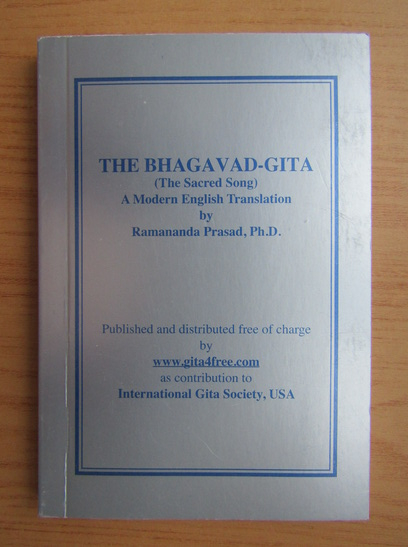 THE BHAGAVAD-GITA
(The Sacred Song)
A Modern English Translation
by
Ramananda Prasad, Ph.D.
Published and distributed free of charge
by
www.gita4free.com
as contribution to
International Gita Society, USA